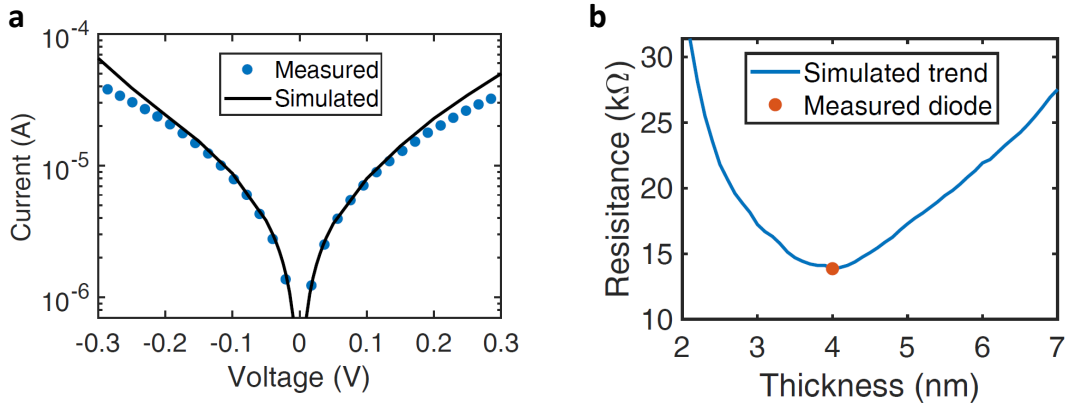 a
10^-4
10^-5
10^-6
Current (A)
Measured
Simulated
-0.3 -0.2 -0.1 0 0.1 0.2 0.3
Voltage (V)
b
30
25
20
15
10
Resisitance (kΩ)
Simulated trend
Measured diode
2 3 4 5 6 7
Thickness (nm)